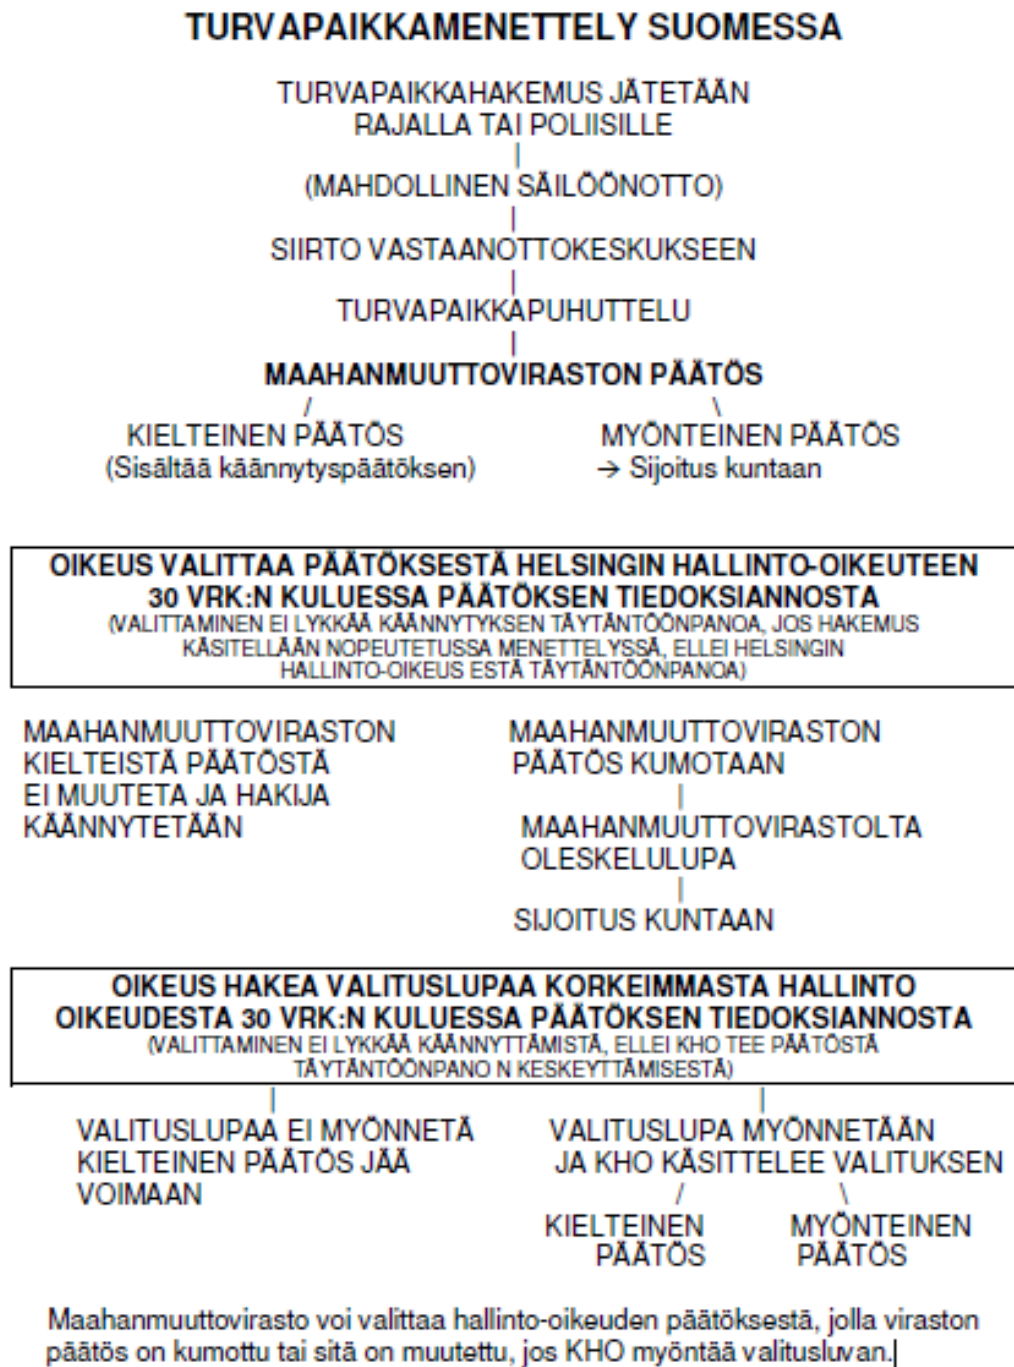 TURVAPAIKKAMENETTELY SUOMESSA
TURVAPAIKKAHAKEMUS JÄTETÄÄN
RAJALLA TAI POLIISILLE
|
(MAHDOLLINEN SÄILÖÖNOTTO)
|
SIIRTO VASTAANOTTOKESKUKSEEN
|
TURVAPAIKKAPUHUTTELU
|
MAAHANMUUTTOVIRASTON PÄÄTÖS
/ \
KIELTEINEN PÄÄTÖS MYÖNTEINEN PÄÄTÖS
(Sisältää käännytyspäätöksen) → Sijoitus kuntaan
OIKEUS VALITTAA PÄÄTÖKSESTÄ HELSINGIN HALLINTO-OIKEUTEEN
30 VRK:N KULUESSA PÄÄTÖKSEN TIEDOKSIANNOSTA
(VALITTAMINEN EI LYKKÄÄ KÄÄNNYTYKSEN TÄYTÄNTÖÖNPANOA, JOS HAKEMUS
KÄSITELLÄÄN NOPEUTETUSSA MENETTELYSSÄ, ELLEI HELSINGIN
HALLINTO-OIKEUS ESTÄ TÄYTÄNTÖÖNPANOA)
MAAHANMUUTTOVIRASTON
KIELTEISTÄ PÄÄTÖSTÄ
EI MUUTETA JA HAKIJA
KÄÄNNYTETÄÄN
MAAHANMUUTTOVIRASTON
PÄÄTÖS KUMOTAAN
|
MAAHANMUUTTOVIRASTOLTA
OLESKELULUPA
|
SIJOITUS KUNTAAN
OIKEUS HAKEA VALITUSLUPAA KORKEIMMASTA HALLINTO
OIKEUDESTA 30 VRK:N KULUESSA PÄÄTÖKSEN TIEDOKSIANNOSTA
(VALITTAMINEN EI LYKKÄÄ KÄÄNNYTTÄMISTÄ, ELLEI KHO TEE PÄÄTÖSTÄ
TÄYTÄNTÖÖNPANO N KESKEYTTÄMISESTÄ)
| |
VALITUSLUPAA EI MYÖNNETÄ
KIELTEINEN PÄÄTÖS JÄÄ
VOIMAAN
VALITUSLUPA MYÖNNETÄÄN
JA KHO KÄSITTELEE VALITUKSEN
/ \
KIELTEINEN
PÄÄTÖS
MYÖNTEINEN
PÄÄTÖS
Maahanmuuttovirasto voi valittaa hallinto-oikeuden päätöksestä, jolla viraston
päätös on kumottu tai sitä on muutettu, jos KHO myöntää valitusluvan.